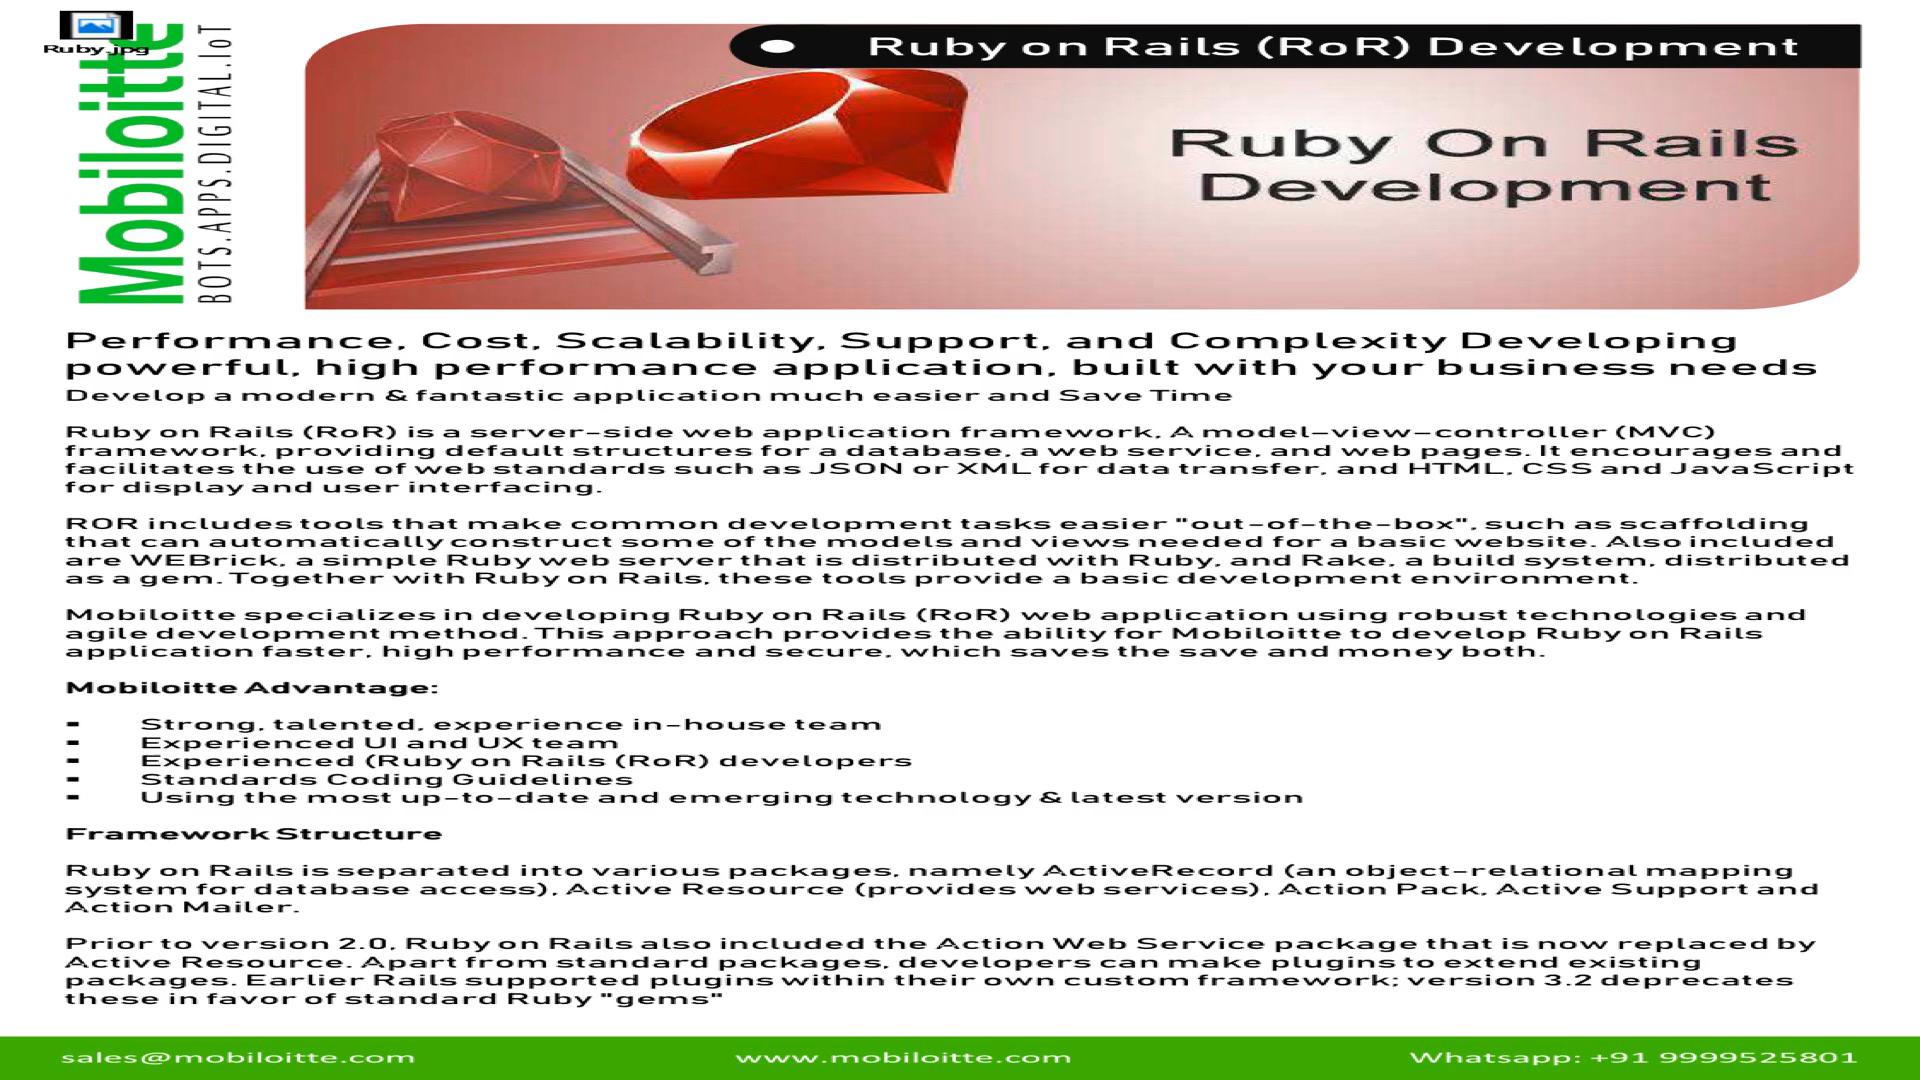 Ruby.jpg
Mobiloitte
BOTS.APPS.DIGITAL.IoT
Ruby on Rails (RoR) Development
Ruby On Rails
Development
Performance, Cost, Scalability, Support, and Complexity Developing
powerful, high performance application, built with your business needs
Develop a modern & fantastic application much easier and Save Time
Ruby on Rails (RoR) is a server-side web application framework, A model-view-controller (MVC)
framework, providing default structures for a database, a web service, and web pages. It encourages and
facilitates the use of web standards such as JSON or XML for data transfer, and HTML, CSS and JavaScript
for display and user interfacing.
ROR includes tools that make common development tasks easier "out-of-the-box", such as scaffolding
that can automatically construct some of the models and views needed for a basic website. Also included
are WEBrick, a simple Ruby web server that is distributed with Ruby, and Rake, a build system, distributed
as a gem. Together with Ruby on Rails, these tools provide a basic development environment.
Mobiloitte specializes in developing Ruby on Rails (RoR) web application using robust technologies and
agile development method. This approach provides the ability for Mobiloitte to develop Ruby on Rails
application faster, high performance and secure, which saves the save and money both.
Mobiloitte Advantage:
▪ Strong, talented, experience in-house team
▪ Experienced UI and UX team
▪ Experienced (Ruby on Rails (RoR) developers
▪ Standards Coding Guidelines
▪ Using the most up-to-date and emerging technology & latest version
Framework Structure
Ruby on Rails is separated into various packages, namely ActiveRecord (an object-relational mapping
system for database access), Active Resource (provides web services), Action Pack, Active Support and
Action Mailer.
Prior to version 2.0, Ruby on Rails also included the Action Web Service package that is now replaced by
Active Resource. Apart from standard packages, developers can make plugins to extend existing
packages. Earlier Rails supported plugins within their own custom framework; version 3.2 deprecates
these in favor of standard Ruby "gems"
sales@mobiloitte.com www.mobiloitte.com Whatsapp: +91 9999525801